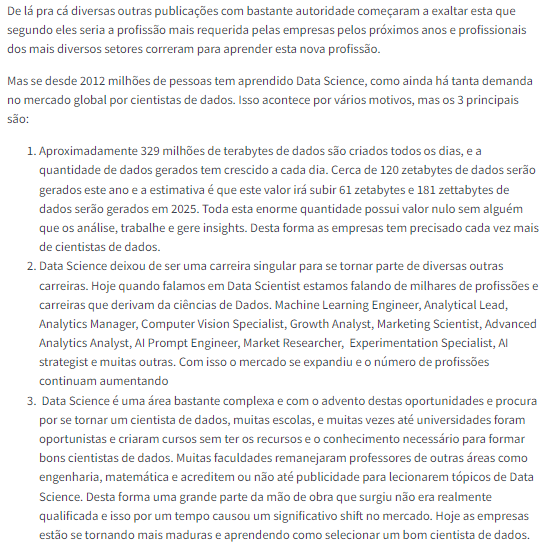 De lá pra cá diversas outras publicações com bastante autoridade começaram a exaltar esta que
segundo eles seria a profissão mais requerida pelas empresas pelos próximos anos e profissionais
dos mais diversos setores correram para aprender esta nova profissão.
Mas se desde 2012 milhões de pessoas tem aprendido Data Science, como ainda há tanta demanda
no mercado global por cientistas de dados. Isso acontece por vários motivos, mas os 3 principais
são:
1. Aproximadamente 329 milhões de terabytes de dados são criados todos os dias, e a
quantidade de dados gerados tem crescido a cada dia. Cerca de 120 zetabytes de dados serão
gerados este ano e a estimativa é que este valor irá subir 61 zetabytes e 181 zettabytes de
dados serão gerados em 2025. Toda esta enorme quantidade possui valor nulo sem alguém
que os análise, trabalhe e gere insights. Desta forma as empresas tem precisado cada vez mais
de cientistas de dados.
2. Data Science deixou de ser uma carreira singular para se tornar parte de diversas outras
carreiras. Hoje quando falamos em Data Scientist estamos falando de milhares de profissões e
carreiras que derivam da ciências de Dados. Machine Learning Engineer, Analytical Lead,
Analytics Manager, Computer Vision Specialist, Growth Analyst, Marketing Scientist, Advanced
Analytics Analyst, AI Prompt Engineer, Market Researcher, Experimentation Specialist, AI
strategist e muitas outras. Com isso o mercado se expandiu e o número de profissões
continuam aumentando
3. Data Science é uma área bastante complexa e com o advento destas oportunidades e procura
por se tornar um cientista de dados, muitas escolas, e muitas vezes até universidades foram
oportunistas e criaram cursos sem ter os recursos e o conhecimento necessário para formar
bons cientistas de dados. Muitas faculdades remanejaram professores de outras áreas como
engenharia, matemática e acreditem ou não até publicidade para lecionarem tópicos de Data
Science. Desta forma uma grande parte da mão de obra que surgiu não era realmente
qualificada e isso por um tempo causou um significativo shift no mercado. Hoje as empresas
estão se tornando mais maduras e aprendendo como selecionar um bom cientista de dados.